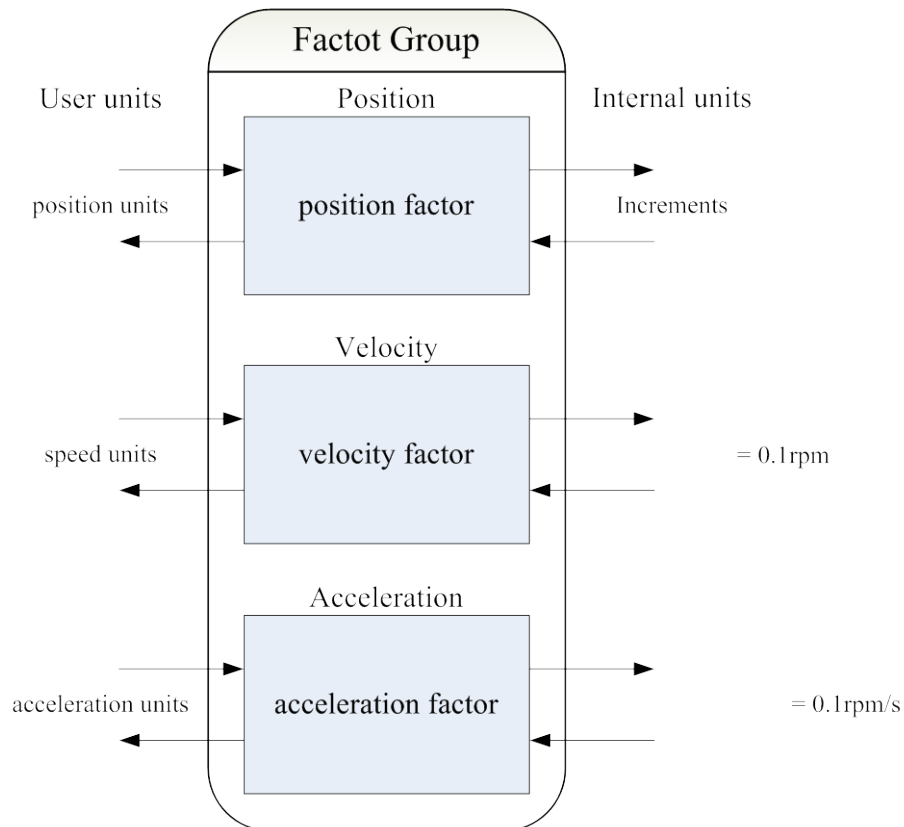 Factot Group
User units
Position
Internal units
position units
position factor
Increments
Velocity
speed units
velocity factor
= 0.1rpm
Acceleration
acceleration units
acceleration factor
= 0.1rpm/s